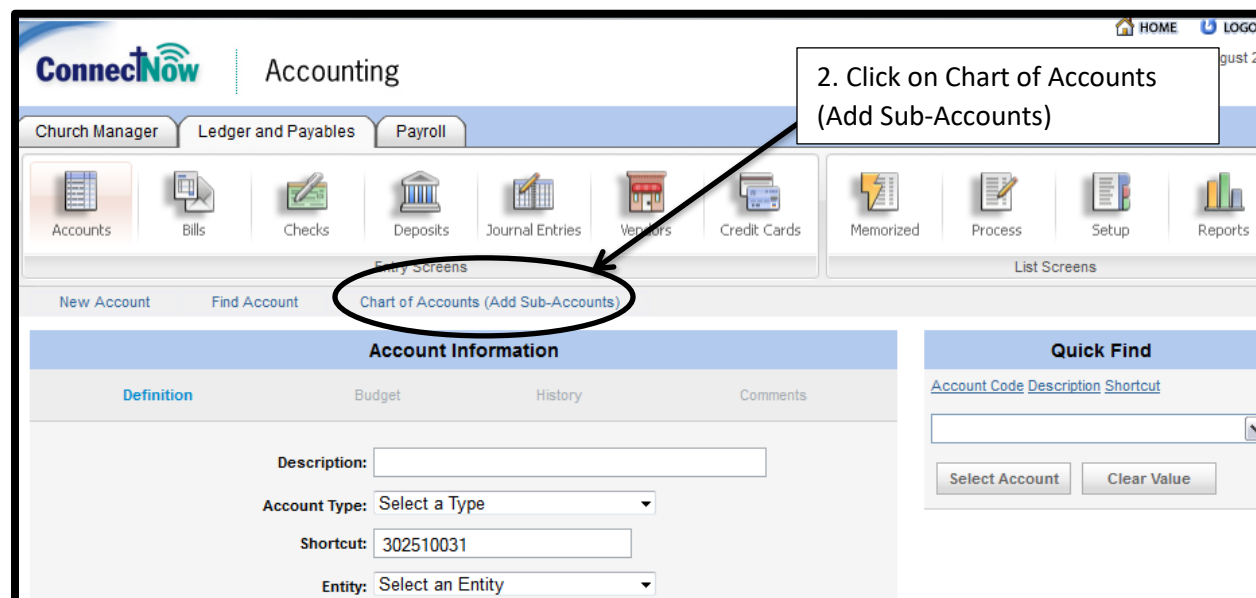 HOME LOGO
ConnectNow Accounting
gust 2
2. Click on Chart of Accounts
(Add Sub-Accounts)
Church Manager Ledger and Payables Payroll
Accounts Bills Checks Deposits Journal Entries Vendors Credit Cards Memorized Process Setup Reports
Entry Screens List Screens
New Account Find Account Chart of Accounts (Add Sub-Accounts)
Account Information Quick Find
Definition Budget History Comments Account Code Description Shortcut
Description:
Select Account Clear Value
Account Type: Select a Type
Shortcut: 302510031
Entity: Select an Entity